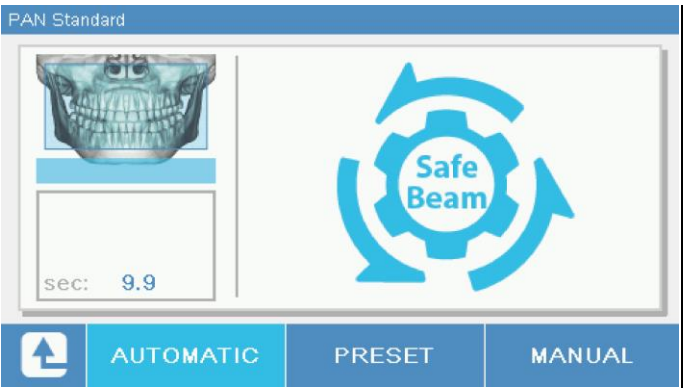 PAN Standard
Safe
Beam
sec: 9.9
AUTOMATIC PRESET MANUAL